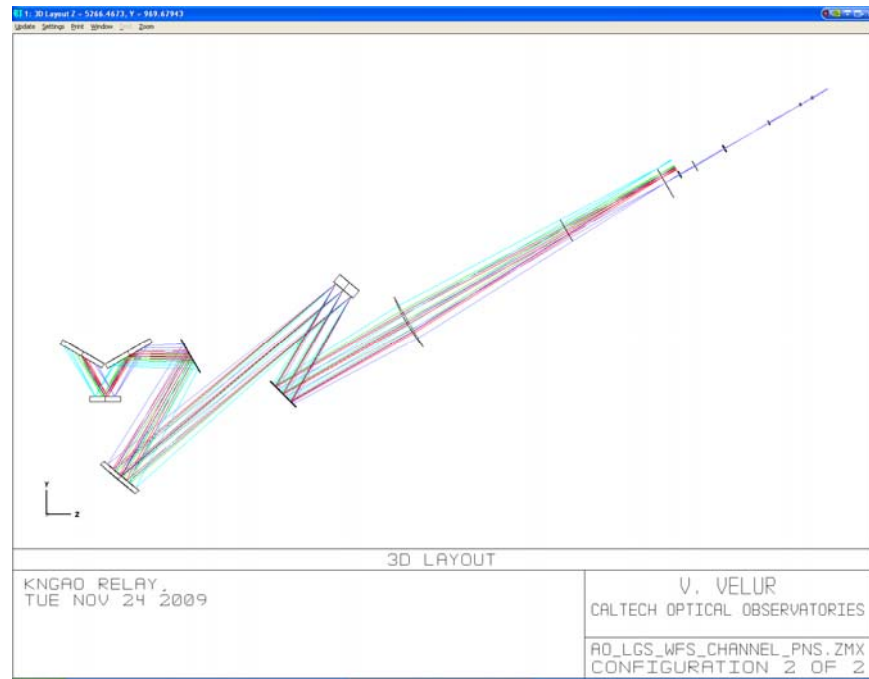 1: 3D Layout Z = 5266.4673, Y = 969.67943
Update Settings Print Window Zoom
Y
Z
3D LAYOUT
KNGAO RELAY.
TUE NOV 24 2009
V. VELUR
CALTECH OPTICAL OBSERVATORIES
AO_LGS_WFS_CHANNEL_PNS.ZMX
CONFIGURATION 2 OF 2